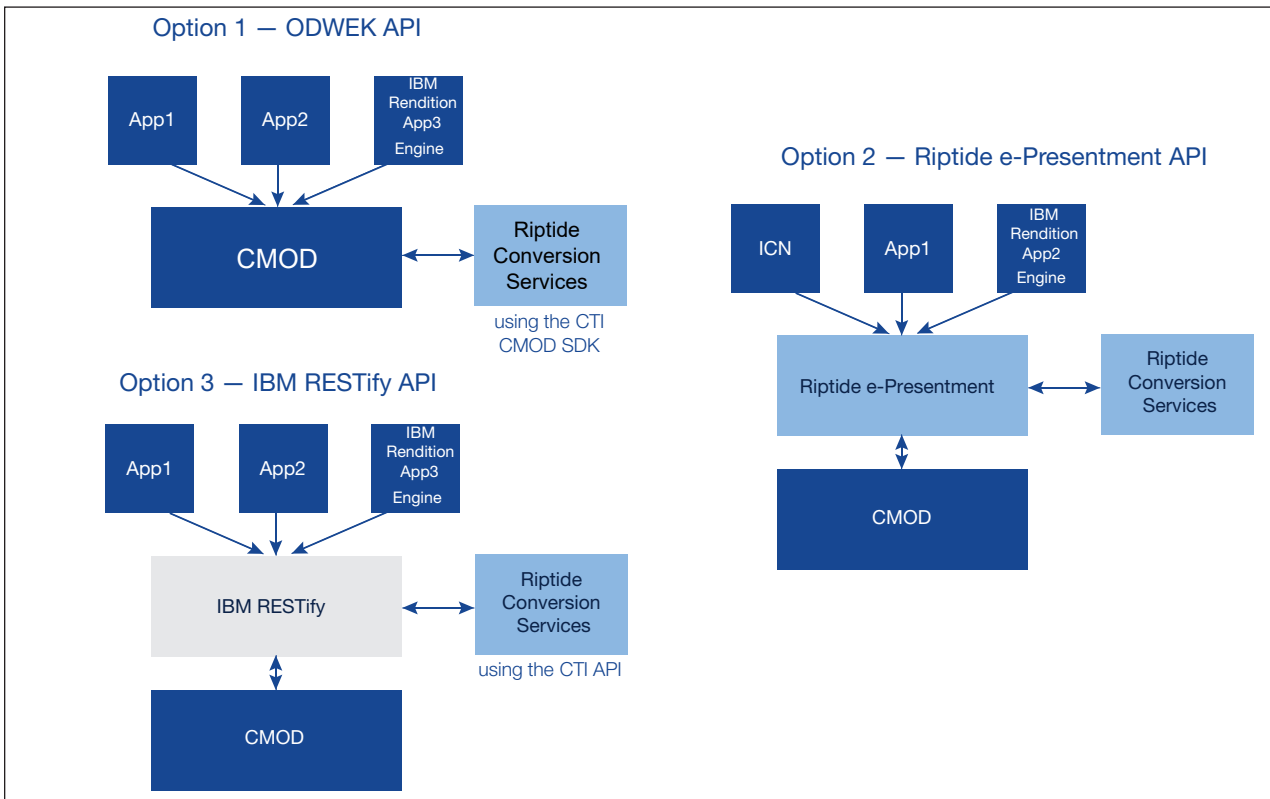 Option 1 — ODWEK API
App1
App2
IBM
Rendition
App3
Engine
CMOD
Riptide
Conversion
Services
using the CTI
CMOD SDK
Option 2 — Riptide e-Presentment API
ICN
App1
IBM
Rendition
App2
Engine
Riptide e-Presentment
Riptide
Conversion
Services
CMOD
Option 3 — IBM RESTify API
App1
App2
IBM
Rendition
App3
Engine
IBM RESTify
Riptide
Conversion
Services
using the CTI API
CMOD